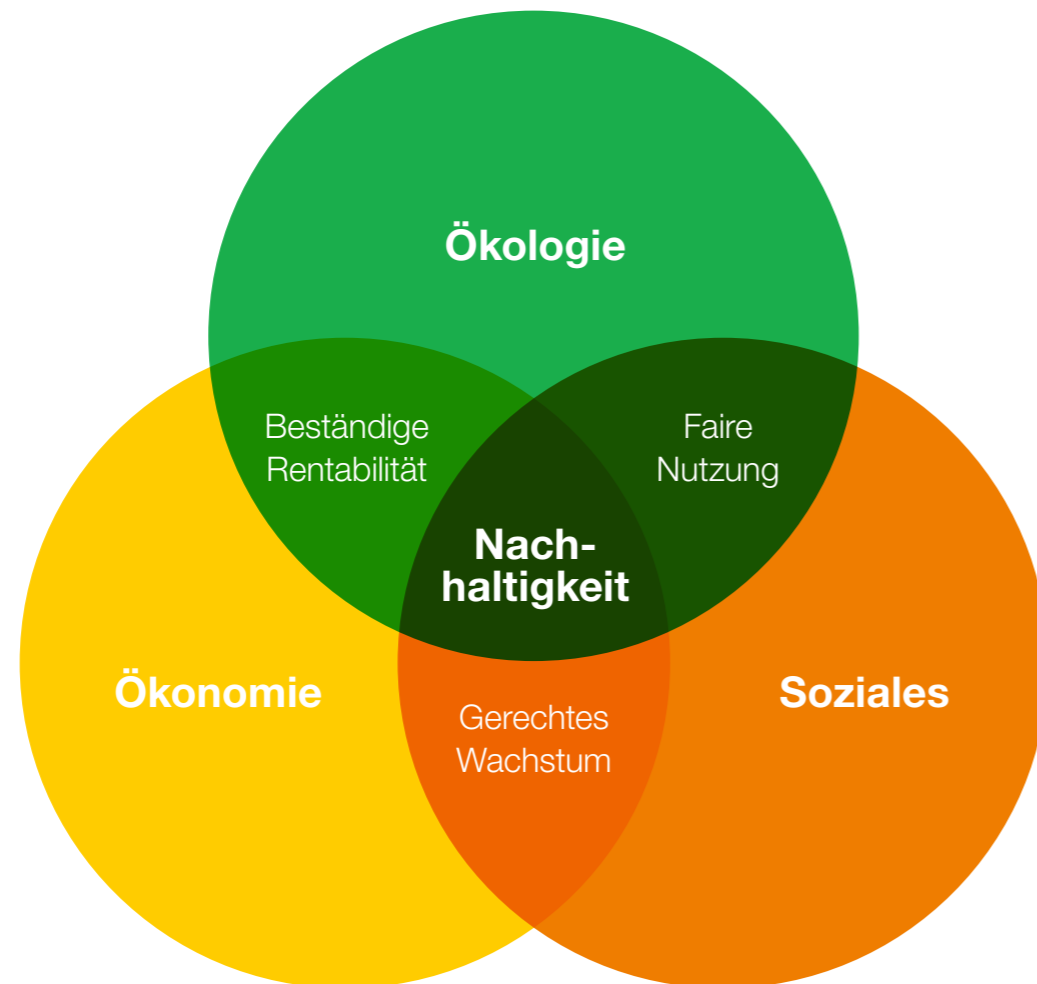 Ökologie
Beständige
Rentabilität
Faire
Nutzung
Nach-
haltigkeit
Ökonomie
Soziales
Gerechtes
Wachstum